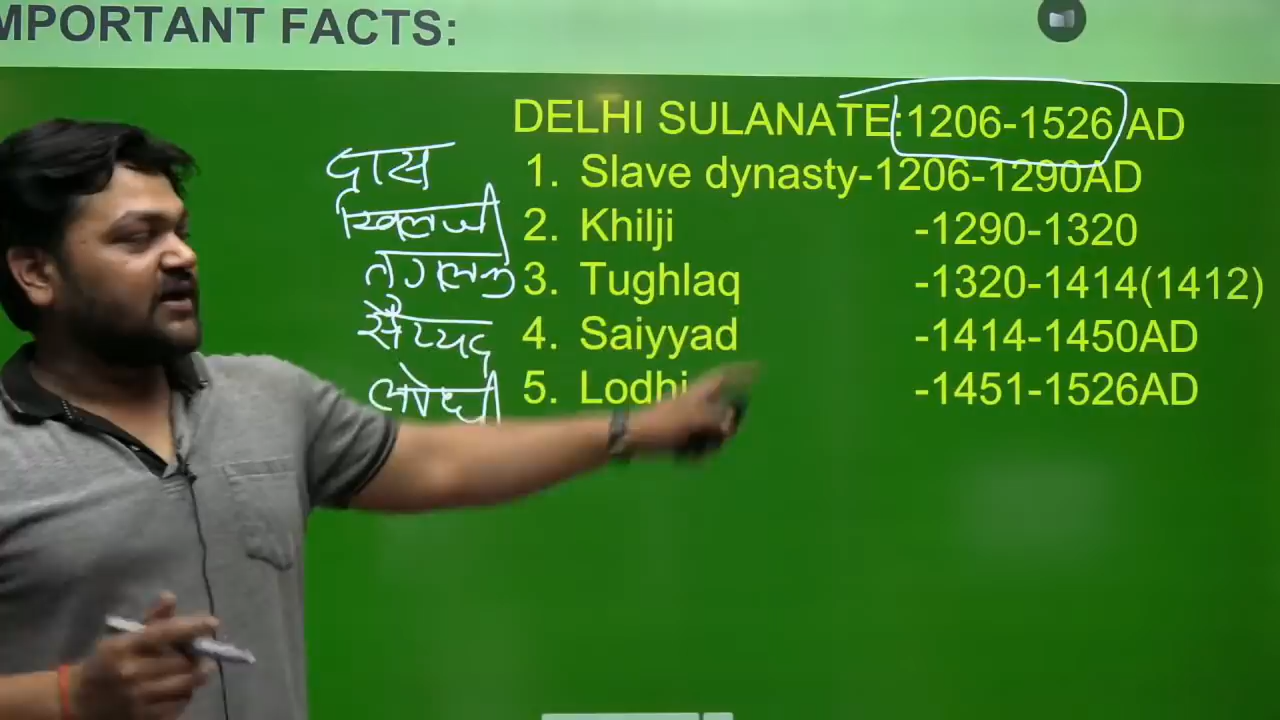 IMPORTANT FACTS:
DELHI SULANATE:1206-1526 AD
दास 1. Slave dynasty-1206-1290AD
खिलजी 2. Khilji -1290-1320
तुगलक 3. Tughlaq -1320-1414(1412)
सैय्यद 4. Saiyyad -1414-1450AD
लोधी 5. Lodhi -1451-1526AD